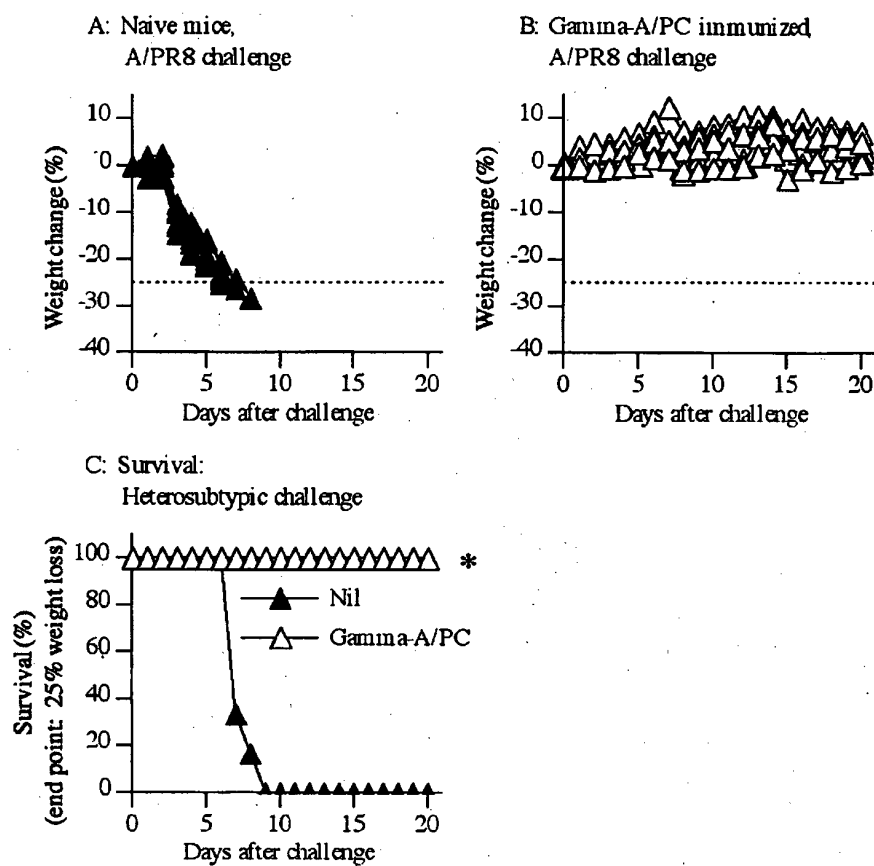 A: Naive mice,
A/PR8 challenge
Weight change (%)
10
0
-10
-20
-30
-40
0 5 10 15 20
Days after challenge
B: Gamma-A/PC immunized,
A/PR8 challenge
Weight change (%)
10
0
-10
-20
-30
-40
0 5 10 15 20
Days after challenge
C: Survival:
Heterosubtypic challenge
Survival (%)
(end point: 25% weight loss)
100
80
60
40
20
0
*
Nil
Gamma-A/PC
0 5 10 15 20
Days after challenge